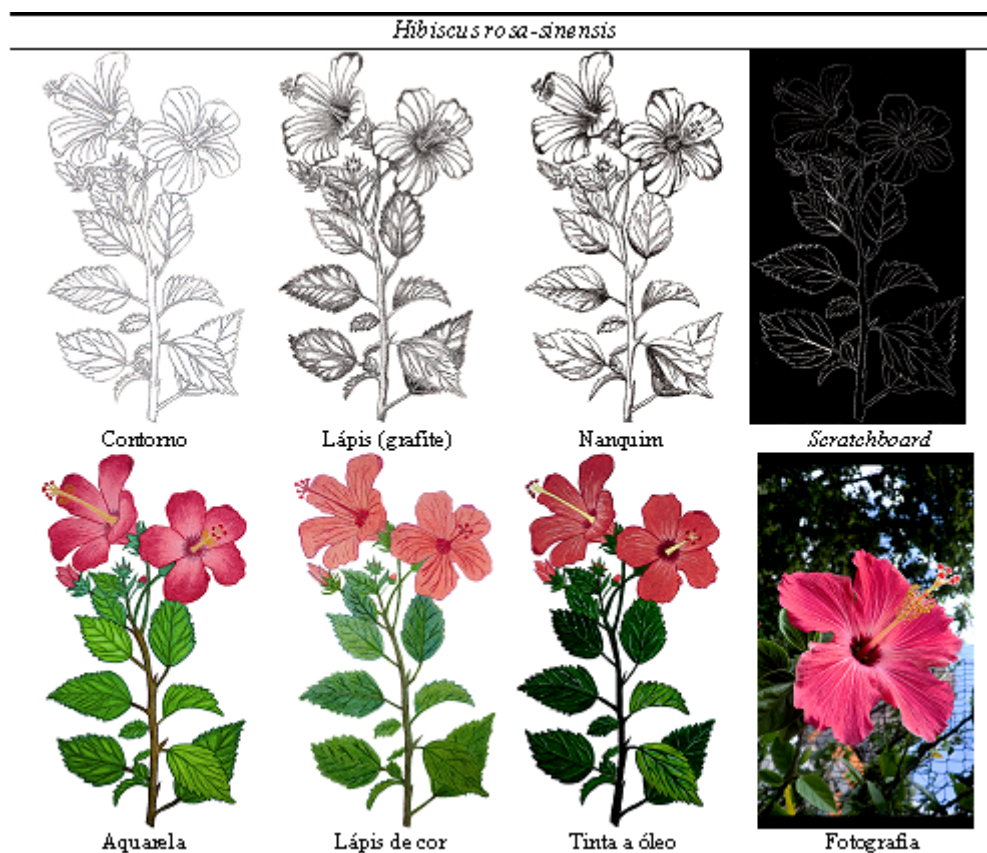 Hibiscus rosa-sinensis
Contorno Lápis (grafite) Nanquim Scratchboard
Aquarela Lápis de cor Tinta a óleo Fotografia